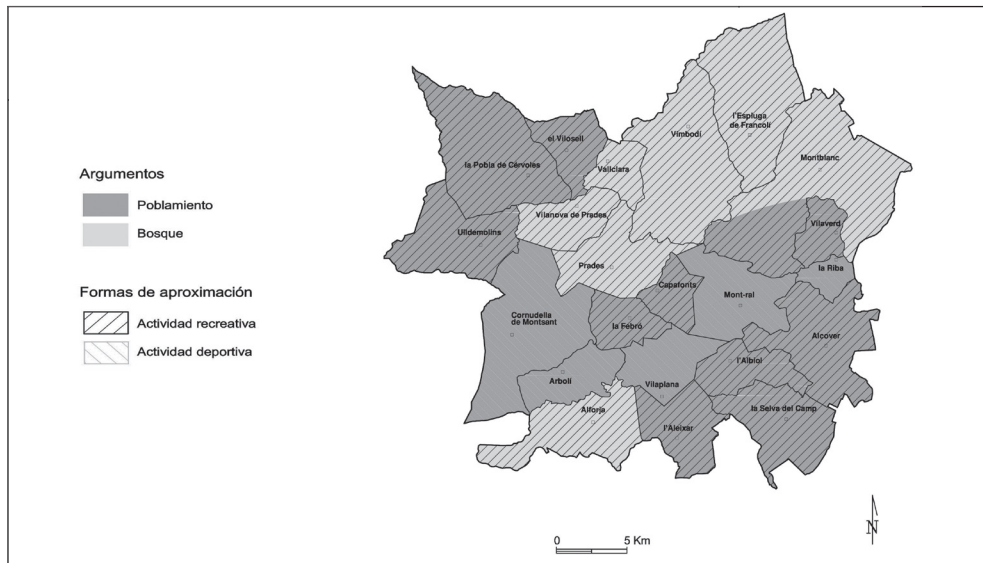 Argumentos
Poblamiento
Bosque
Formas de aproximación
Actividad recreativa
Actividad deportiva
l'Espluga
de Francolí
Vimbodí
el Vilosell
la Pobla de Cérvoles
Vallclara
Montblanc
Vilanova de Prades
Vilaverd
Ulldemolins
Prades
la Riba
Capafonts
Mont-ral
Cornudella
de Montsant
la Febró
Alcover
l'Albiol
Arbolí
Vilaplana
Alforja
la Selva del Camp
l'Aleixar
N
0 5 Km